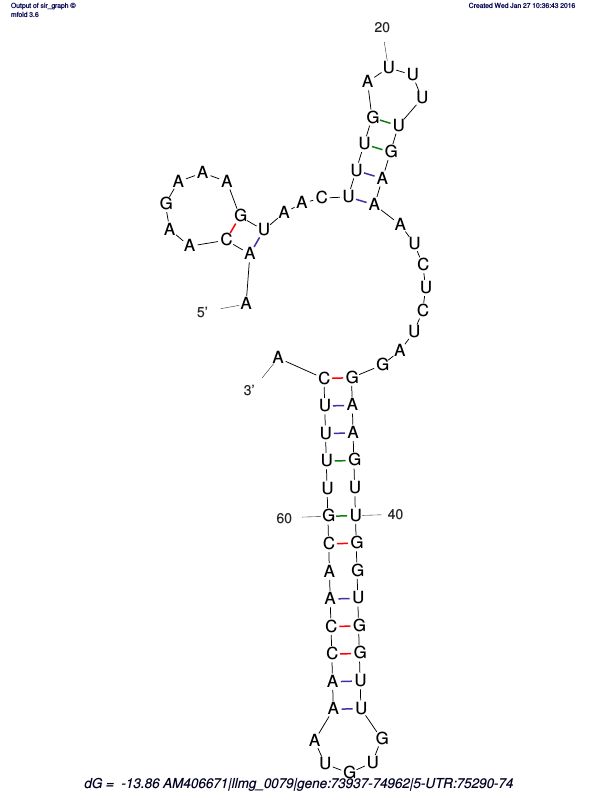 Output of sir_graph ©
mfold 3.6
Created Wed Jan 27 10:36:43 2016
5'
A A C A A G A A A G U A A C U U U G A U
20
U U U G A A A U C U C U A G G A A G U U
40
G G U G G U U G U G U A A A C C A A C G
60
U U U U C A
3'
dG = -13.86 AM406671|llmg_0079|gene:73937-74962|5-UTR:75290-74